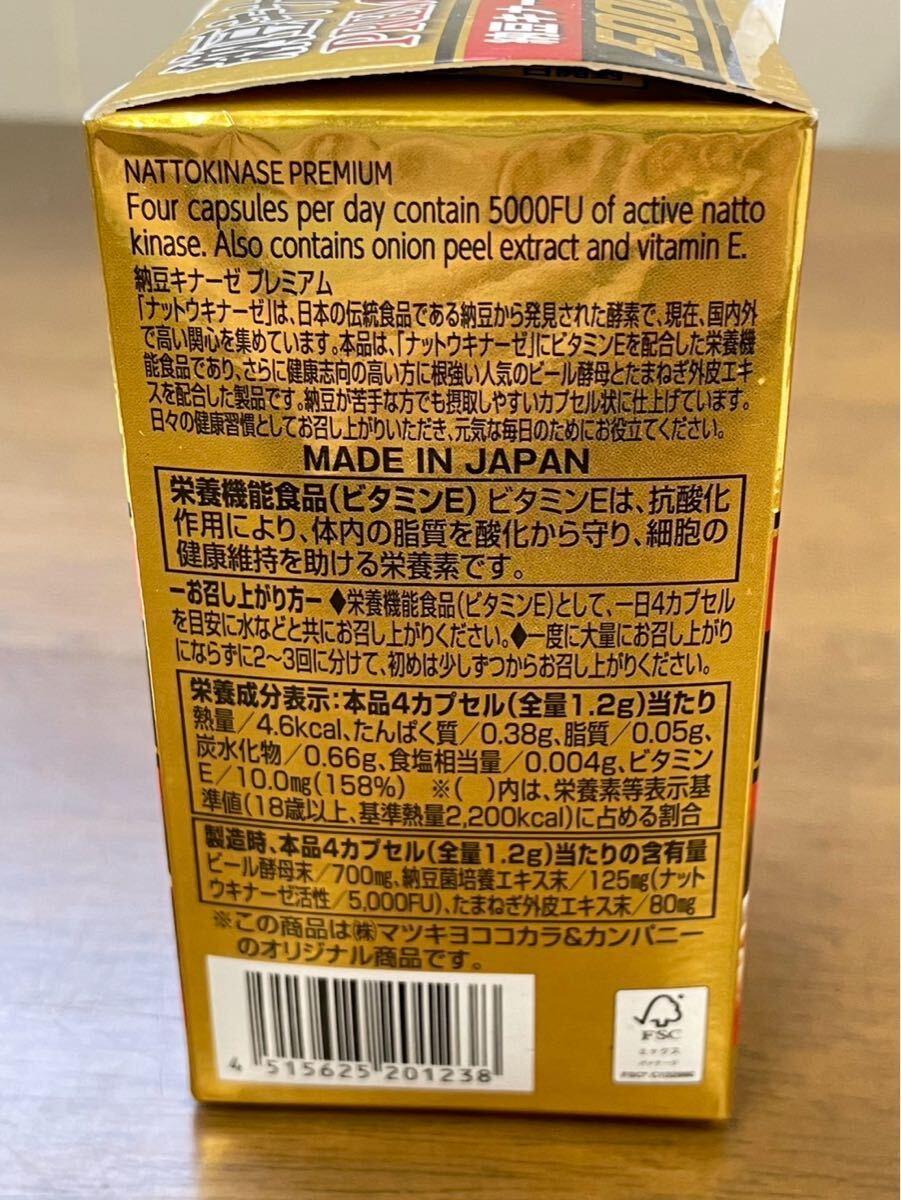 納豆キナーゼ
PREM
納豆キナー
5000
NATTOKINASE PREMIUM
Four capsules per day contain 5000FU of active natto
kinase. Also contains onion peel extract and vitamin E.
納豆キナーゼ プレミアム
「ナットウキナーゼ」は、日本の伝統食品である納豆から発見された酵素で、現在、国内外
で高い関心を集めています。本品は、「ナットウキナーゼ」にビタミンEを配合した栄養機
能食品であり、さらに健康志向の高い方に根強い人気のビール酵母とたまねぎ外皮エキ
スを配合した製品です。納豆が苦手な方でも摂取しやすいカプセル状に仕上げています。
日々の健康習慣としてお召し上がりいただき、元気な毎日のためにお役立てください。
MADE IN JAPAN
栄養機能食品(ビタミンE) ビタミンEは、抗酸化
作用により、体内の脂質を酸化から守り、細胞の
健康維持を助ける栄養素です。
ーお召し上がり方ー ◆栄養機能食品(ビタミンE)として、一日4カプセル
を目安に水などと共にお召し上がりください。◆一度に大量にお召し上がり
にならずに2〜3回に分けて、初めは少しずつからお召し上がりください。
栄養成分表示:本品4カプセル(全量1.2g)当たり
熱量/4.6kcal、たんぱく質/0.38g、脂質/0.05g、
炭水化物/0.66g、食塩相当量/0.004g、ビタミン
E/10.0mg(158%) ※( )内は、栄養素等表示基
準値(18歳以上、基準熱量2,200kcal)に占める割合
製造時、本品4カプセル(全量1.2g)当たりの含有量
ビール酵母末/700mg、納豆菌培養エキス末/125mg(ナット
ウキナーゼ活性/5,000FU)、たまねぎ外皮エキス末/80mg
※この商品は㈱マツキヨココカラ&カンパニー
のオリジナル商品です。
4 515625 201238
FSC
ミックス
パッケージ